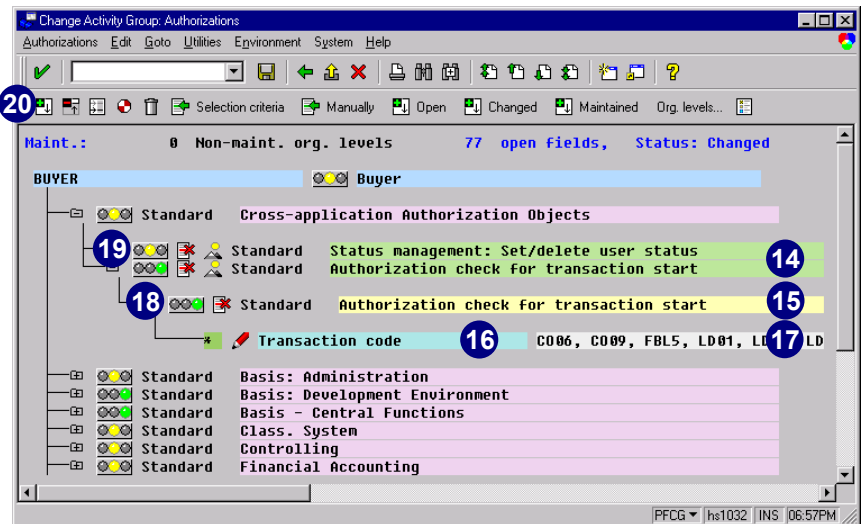 Change Activity Group: Authorizations
Authorizations Edit Goto Utilities Environment System Help
20 Selection criteria Manually Open Changed Maintained Org. levels...
Maint.: 0 Non-maint. org. levels 77 open fields, Status: Changed
BUYER Buyer
Standard Cross-application Authorization Objects
19 Standard Status management: Set/delete user status
Standard Authorization check for transaction start 14
18 Standard Authorization check for transaction start 15
* Transaction code 16 CO06, CO09, FBL5, LD01, 17 LD
Standard Basis: Administration
Standard Basis: Development Environment
Standard Basis - Central Functions
Standard Class. System
Standard Controlling
Standard Financial Accounting
PFCG hs1032 INS 06:57PM